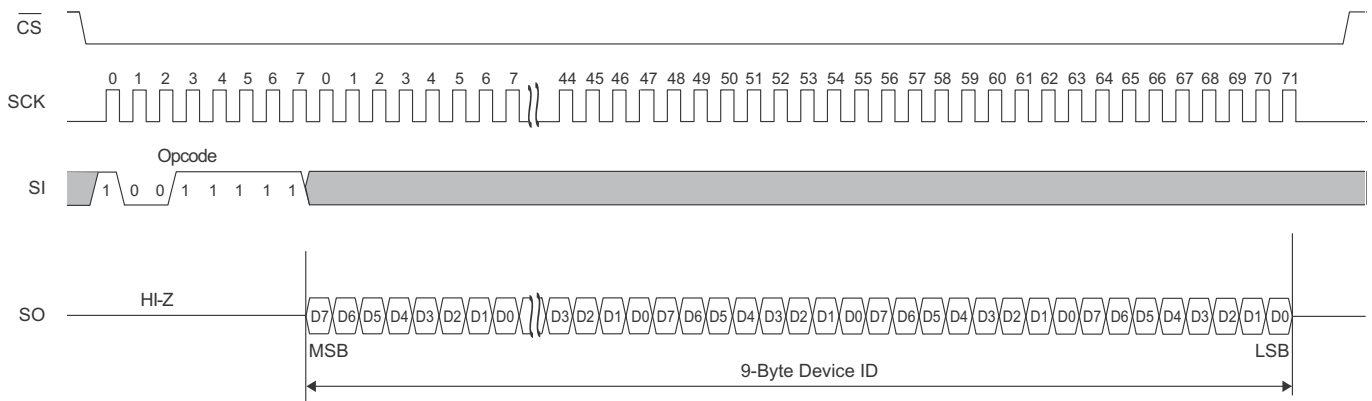 CS
0 1 2 3 4 5 6 7 0 1 2 3 4 5 6 7 44 45 46 47 48 49 50 51 52 53 54 55 56 57 58 59 60 61 62 63 64 65 66 67 68 69 70 71
SCK
Opcode
SI 1 0 0 1 1 1 1 1
HI-Z
SO D7 D6 D5 D4 D3 D2 D1 D0 D3 D2 D1 D0 D7 D6 D5 D4 D3 D2 D1 D0 D7 D6 D5 D4 D3 D2 D1 D0 D7 D6 D5 D4 D3 D2 D1 D0
MSB LSB
9-Byte Device ID